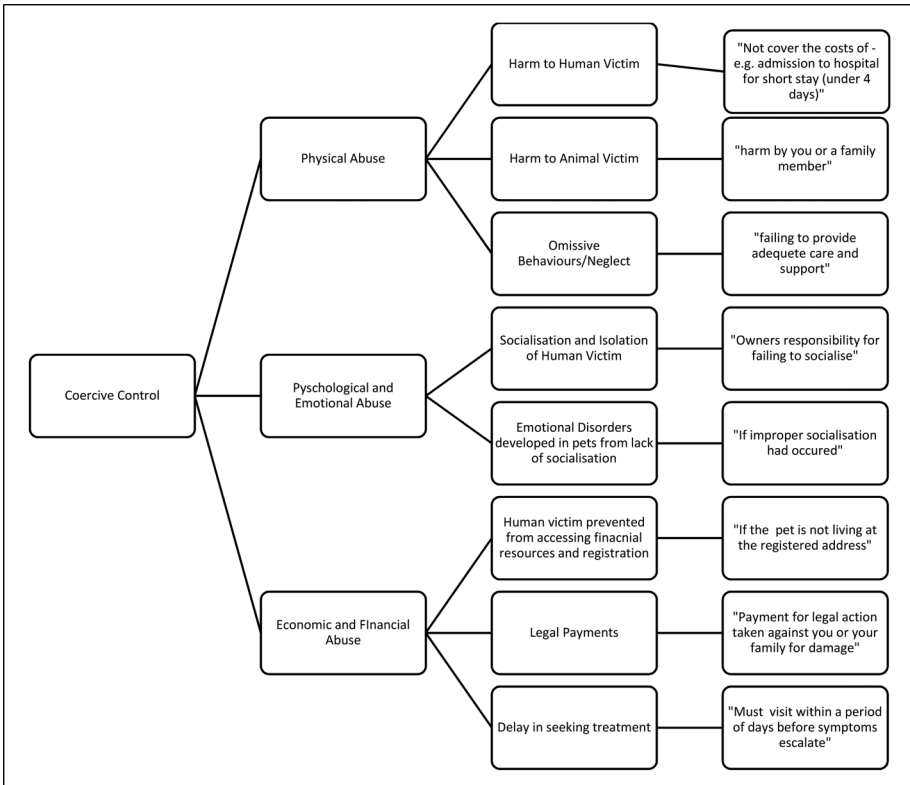 Coercive Control
Physical Abuse
Harm to Human Victim
"Not cover the costs of -
e.g. admission to hospital
for short stay (under 4
days)"
Harm to Animal Victim
"harm by you or a family
member"
Omissive
Behaviours/Neglect
"failing to provide
adequete care and
support"
Pyschological and
Emotional Abuse
Socialisation and Isolation
of Human Victim
"Owners responsibility for
failing to socialise"
Emotional Disorders
developed in pets from lack
of socialisation
"If improper socialisation
had occured"
Economic and FInancial
Abuse
Human victim prevented
from accessing finacnial
resources and registration
"If the  pet is not living at
the registered address"
Legal Payments
"Payment for legal action
taken against you or your
family for damage"
Delay in seeking treatment
"Must  visit within a period
of days before symptoms
escalate"